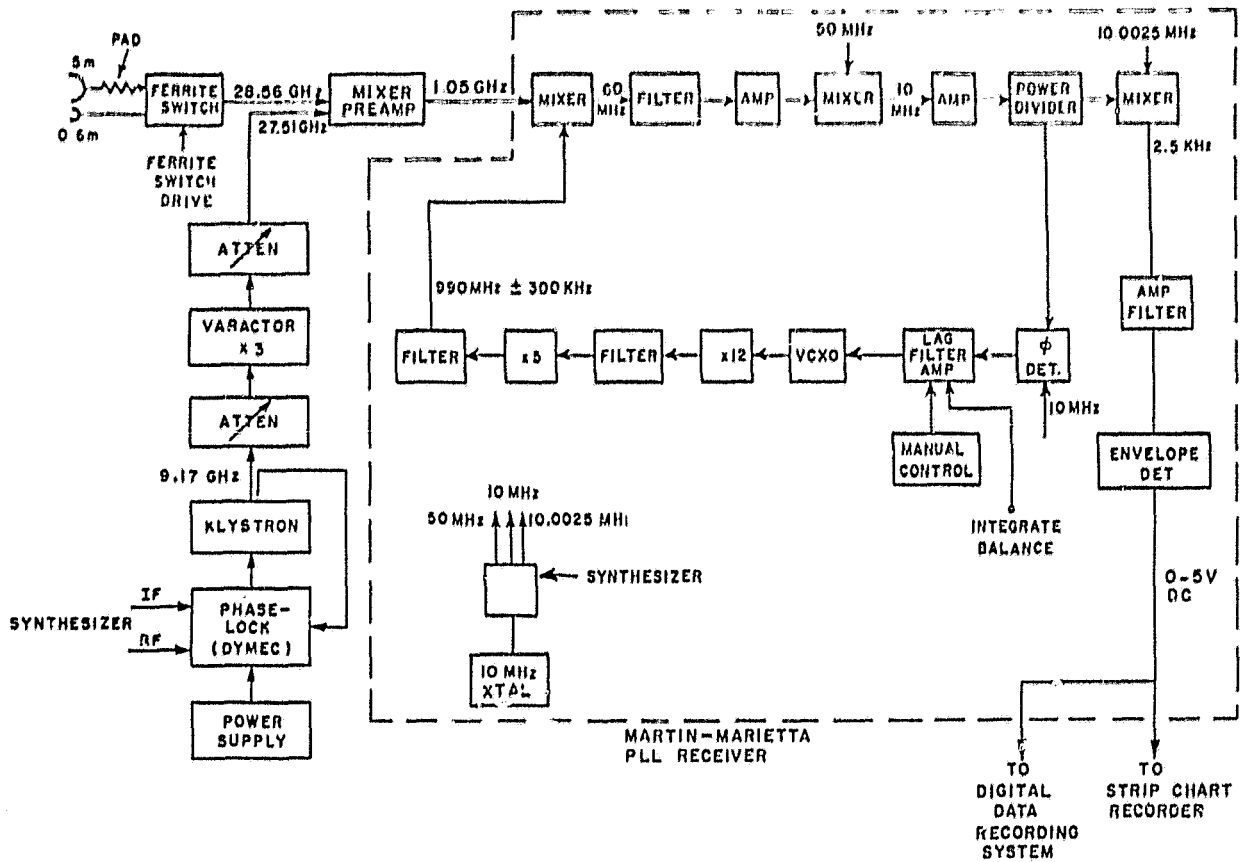 PAD
5m
0.6m
FERRITE
SWITCH
28.56 GHz
27.51 GHz
MIXER
PREAMP
1.05 GHz
FERRITE
SWITCH
DRIVE
MIXER
60
MHz
FILTER
AMP
50 MHz
MIXER
10
MHz
AMP
POWER
DIVIDER
10.0025 MHz
MIXER
2.5 KHz
ATTEN
VARACTOR
x 3
ATTEN
9.17 GHz
KLYSTRON
PHASE-
LOCK
(DYMEC)
SYNTHESIZER
IF
RF
POWER
SUPPLY
990 MHz ± 300 KHz
FILTER
x5
FILTER
x12
VCXO
LAG
FILTER
AMP
ϕ
DET.
10 MHz
MANUAL
CONTROL
INTEGRATE
BALANCE
AMP
FILTER
ENVELOPE
DET
0-5V
DC
10 MHz
50 MHz
10.0025 MHz
SYNTHESIZER
10 MHz
XTAL
MARTIN-MARIETTA
PLL RECEIVER
TO
DIGITAL
DATA
RECORDING
SYSTEM
TO
STRIP CHART
RECORDER